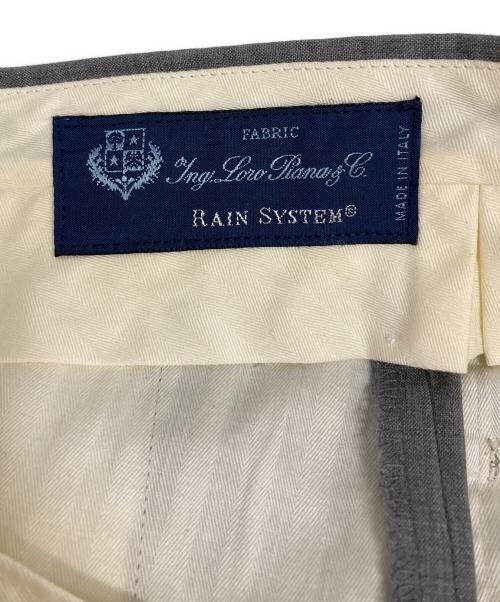 FABRIC
Ing. Loro Piana & C.
RAIN SYSTEM®
MADE IN ITALY